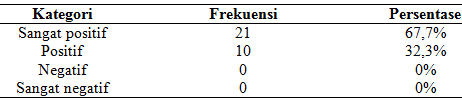 Kategori Frekuensi Persentase
Sangat positif 21 67,7%
Positif 10 32,3%
Negatif 0 0%
Sangat negatif 0 0%